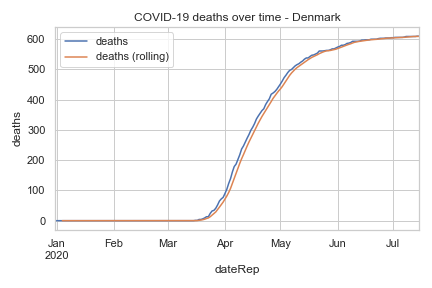 COVID-19 deaths over time - Denmark
deaths
deaths (rolling)
600
500
400
300
200
100
0
deaths
Jan Feb Mar Apr May Jun Jul
2020
dateRep